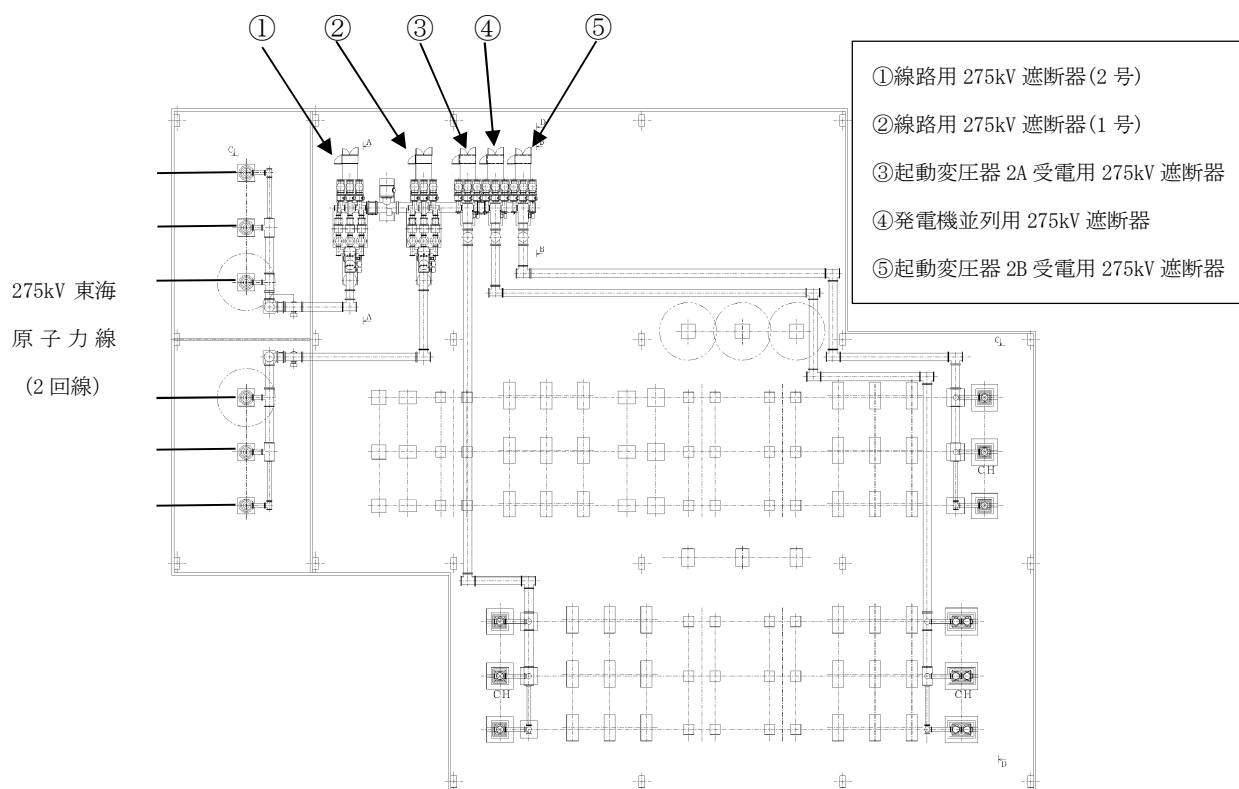 ① ② ③ ④ ⑤
①線路用 275kV 遮断器(2 号)
②線路用 275kV 遮断器(1 号)
③起動変圧器 2A 受電用 275kV 遮断器
④発電機並列用 275kV 遮断器
⑤起動変圧器 2B 受電用 275kV 遮断器
D
A
B
C
B
275kV 東海
原子力線
(2 回線)
A
C
CH
CH
CH
D